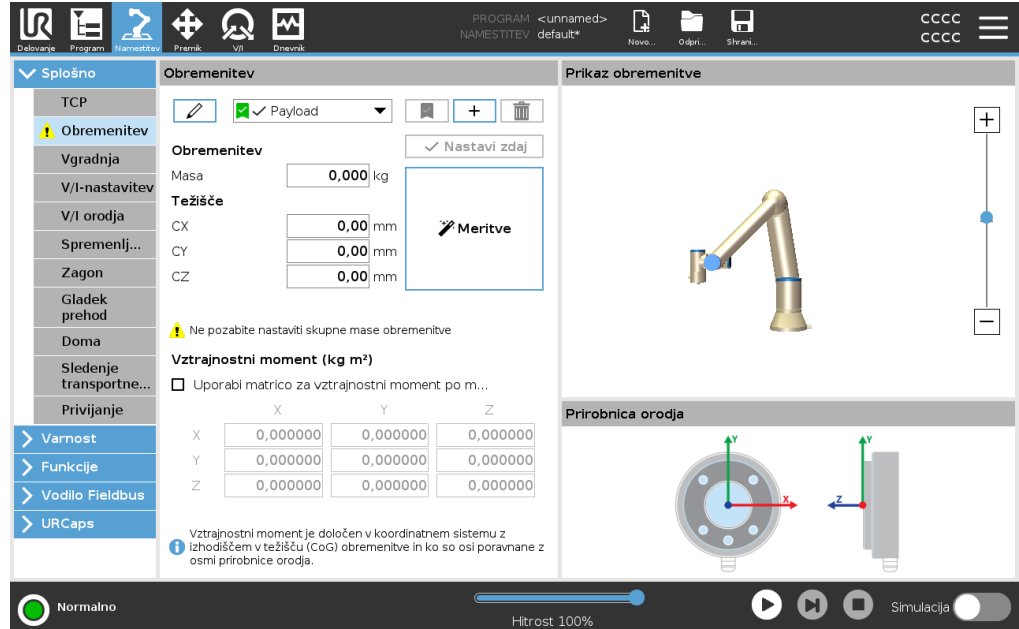 PROGRAM <unnamed>
NAMESTITEV default*
CCCC
CCCC
Delovanje Program Namestitev Premik V/I Dnevnik Novo... Odpri... Shrani...
Splošno
TCP
Obremenitev
Vgradnja
V/I-nastavitev
V/I orodja
Spremenlj...
Zagon
Gladek
prehod
Doma
Sledenje
transportne...
Privijanje
Varnost
Funkcije
Vodilo Fieldbus
URCaps
Obremenitev
Payload
Nastavi zdaj
Obremenitev
Masa 0,000 kg
Težišče
CX 0,00 mm
CY 0,00 mm
CZ 0,00 mm
Meritve
Ne pozabite nastaviti skupne mase obremenitve
Vztrajnostni moment (kg m²)
Uporabi matrico za vztrajnostni moment po m...
X Y Z
X 0,000000 0,000000 0,000000
Y 0,000000 0,000000 0,000000
Z 0,000000 0,000000 0,000000
Vztrajnostni moment je določen v koordinatnem sistemu z
izhodiščem v težišču (CoG) obremenitve in ko so osi poravnane z
osmi prirobnice orodja.
Prikaz obremenitve
Prirobnica orodja
Y
X
Y
Z
Normalno
Hitrost 100%
Simulacija